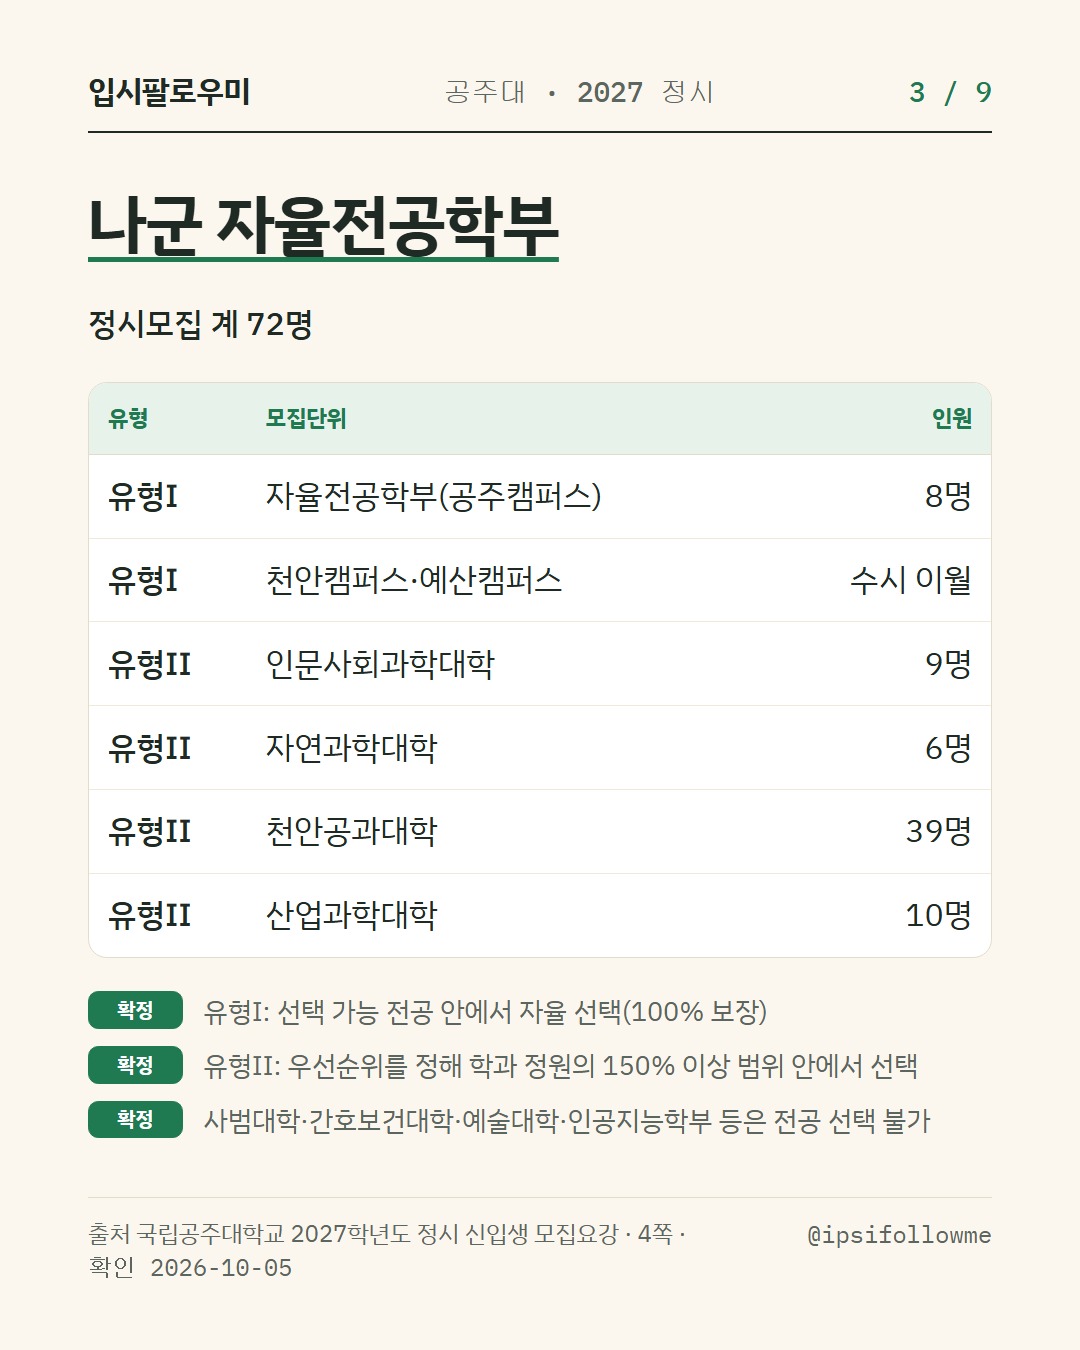 입시팔로우미 공주대 · 2027 정시 3 / 9
나군 자율전공학부
정시모집 계 72명
유형 모집단위 인원
유형I 자율전공학부(공주캠퍼스) 8명
유형I 천안캠퍼스·예산캠퍼스 수시 이월
유형II 인문사회과학대학 9명
유형II 자연과학대학 6명
유형II 천안공과대학 39명
유형II 산업과학대학 10명
확정 유형I: 선택 가능 전공 안에서 자율 선택(100% 보장)
확정 유형II: 우선순위를 정해 학과 정원의 150% 이상 범위 안에서 선택
확정 사범대학·간호보건대학·예술대학·인공지능학부 등은 전공 선택 불가
출처 국립공주대학교 2027학년도 정시 신입생 모집요강 · 4쪽 · @ipsifollowme
확인 2026-10-05